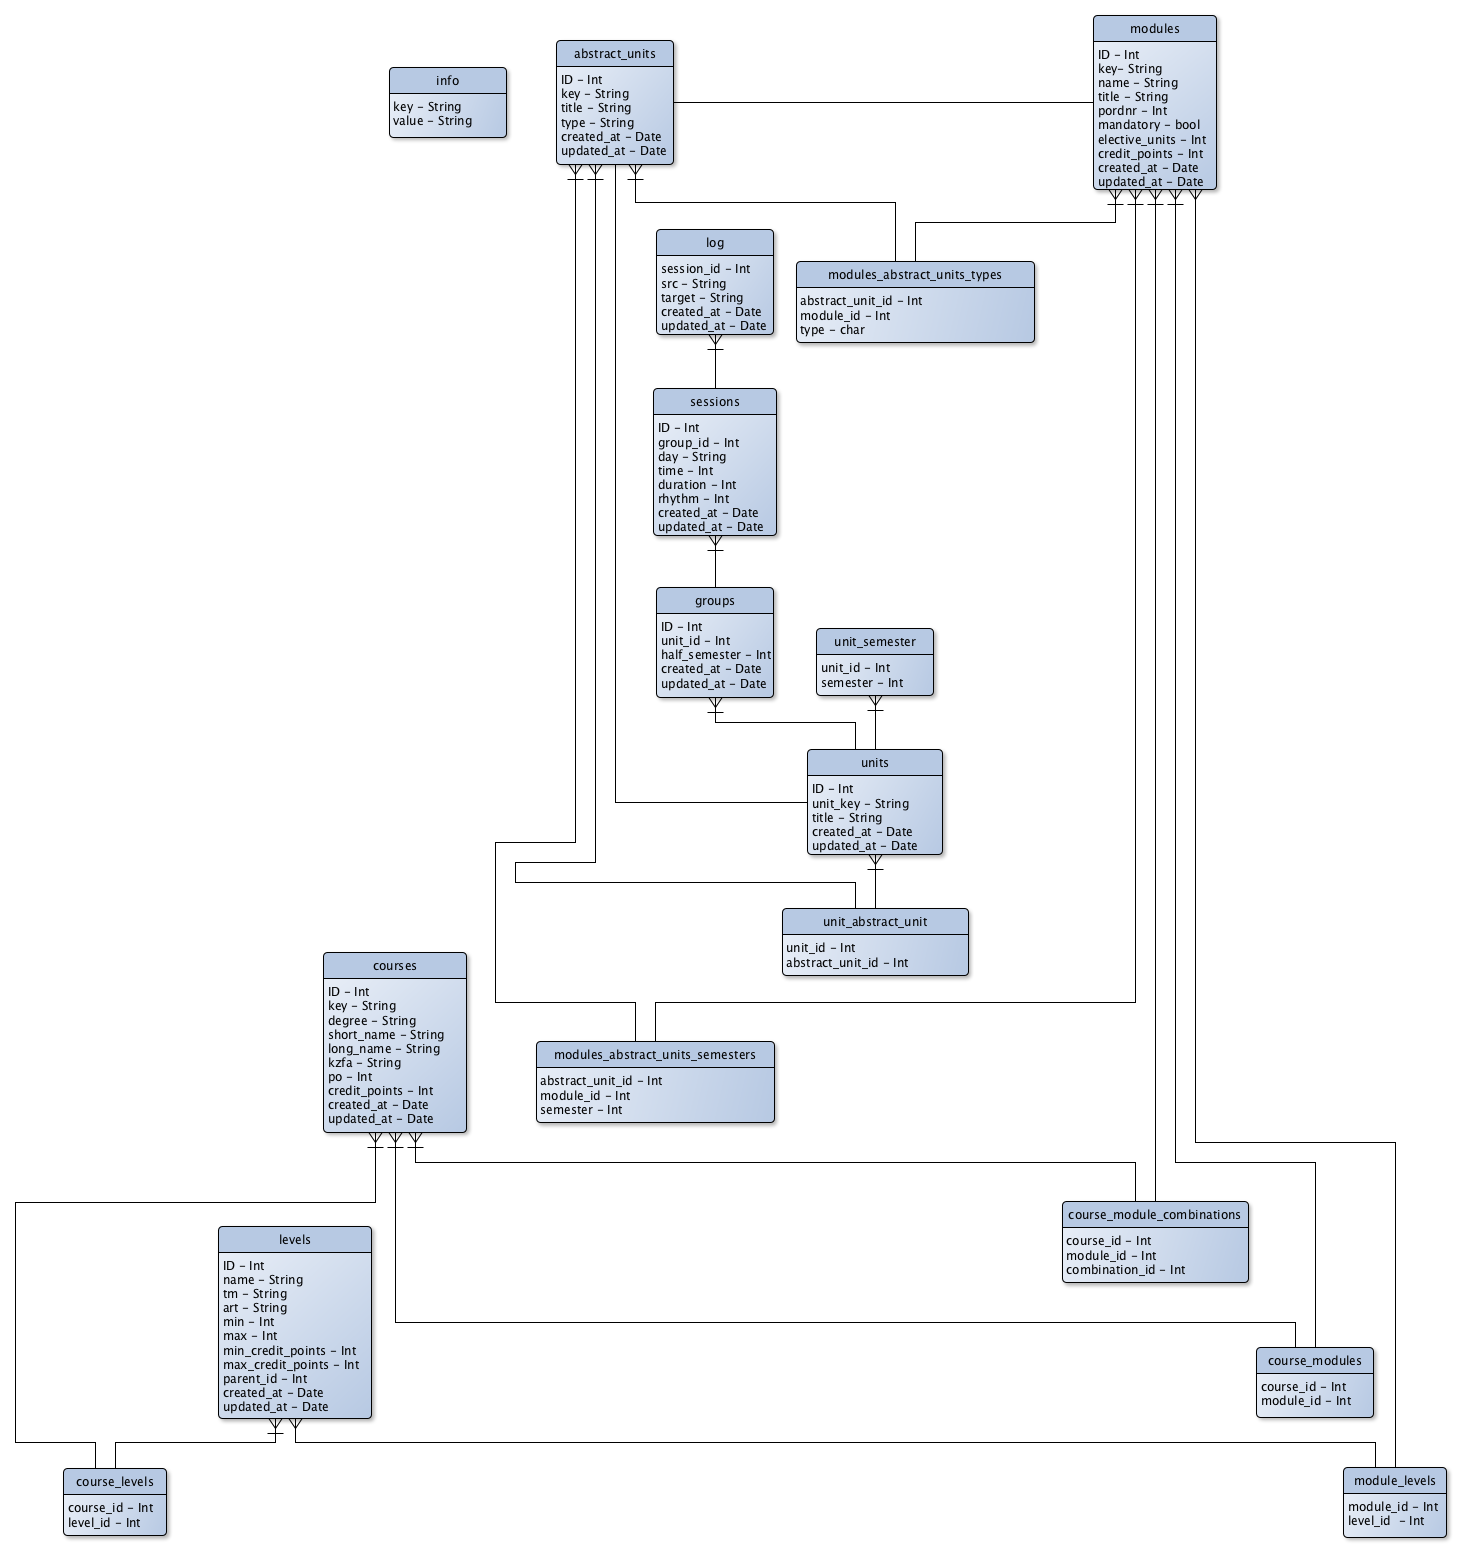 info
key – String
value – String
abstract_units
ID – Int
key – String
title – String
type – String
created_at – Date
updated_at – Date
modules
ID – Int
key– String
name – String
title – String
pordnr – Int
mandatory – bool
elective_units – Int
credit_points – Int
created_at – Date
updated_at – Date
log
session_id – Int
src – String
target – String
created_at – Date
updated_at – Date
modules_abstract_units_types
abstract_unit_id – Int
module_id – Int
type – char
sessions
ID – Int
group_id – Int
day – String
time – Int
duration – Int
rhythm – Int
created_at – Date
updated_at – Date
groups
ID – Int
unit_id – Int
half_semester – Int
created_at – Date
updated_at – Date
unit_semester
unit_id – Int
semester – Int
units
ID – Int
unit_key – String
title – String
created_at – Date
updated_at – Date
unit_abstract_unit
unit_id – Int
abstract_unit_id – Int
courses
ID – Int
key – String
degree – String
short_name – String
long_name – String
kzfa – String
po – Int
credit_points – Int
created_at – Date
updated_at – Date
modules_abstract_units_semesters
abstract_unit_id – Int
module_id – Int
semester – Int
course_module_combinations
course_id – Int
module_id – Int
combination_id – Int
levels
ID – Int
name – String
tm – String
art – String
min – Int
max – Int
min_credit_points – Int
max_credit_points – Int
parent_id – Int
created_at – Date
updated_at – Date
course_modules
course_id – Int
module_id – Int
course_levels
course_id – Int
level_id – Int
module_levels
module_id – Int
level_id – Int